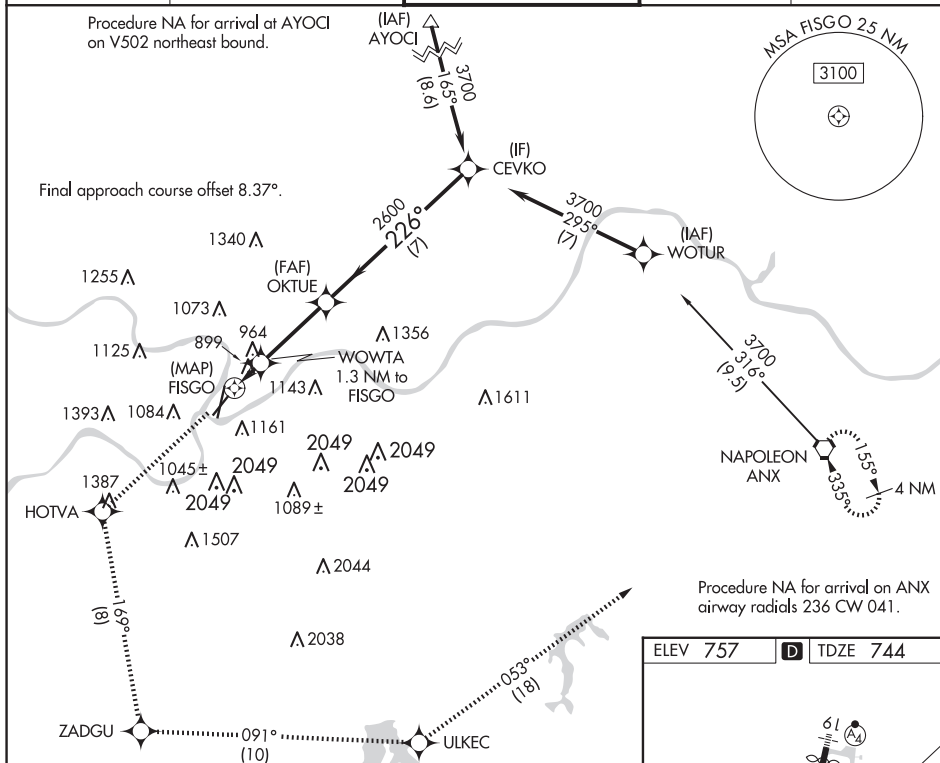 Procedure NA for arrival at AYOCI
on V502 northeast bound.
(IAF)
AYOCI
3700
165°
(8.6)
MSA FISGO 25 NM
3100
(IF)
CEVKO
Final approach course offset 8.37°.
2600
226°
(7)
3700
295°
(7)
(IAF)
WOTUR
1340
1255
(FAF)
OKTUE
1073
964
899
1125
1356
(MAP)
FISGO
WOWTA
1.3 NM to
FISGO
1143
3700
316°
(9.5)
1611
1393
1084
1161
NAPOLEON
ANX
155°
335°
4 NM
2049
2049
1045±
2049
2049
2049
1089±
1387
HOTVA
1507
2044
169°
(8)
2038
Procedure NA for arrival on ANX
airway radials 236 CW 041.
ELEV 757
D
TDZE 744
053°
(18)
ZADGU
091°
(10)
ULKEC
19
A4